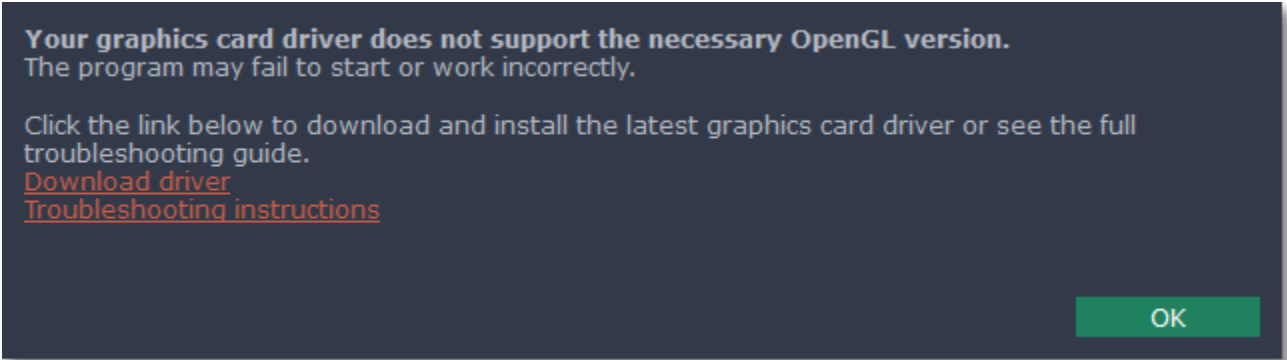 Your graphics card driver does not support the necessary OpenGL version.
The program may fail to start or work incorrectly.
Click the link below to download and install the latest graphics card driver or see the full
troubleshooting guide.
Download driver
Troubleshooting instructions
OK